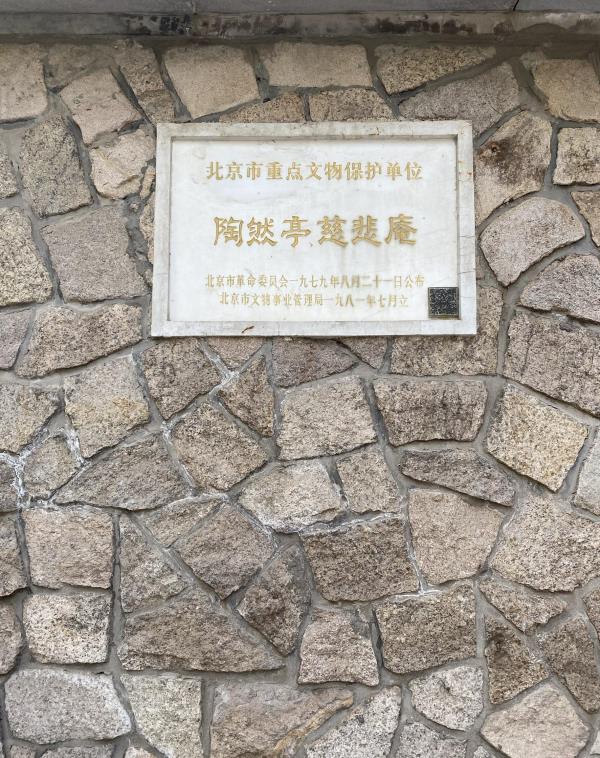 北京市重点文物保护单位
陶然亭慈悲庵
北京市革命委员会一九七九年八月二十一日公布
北京市文物事业管理局一九八一年七月立